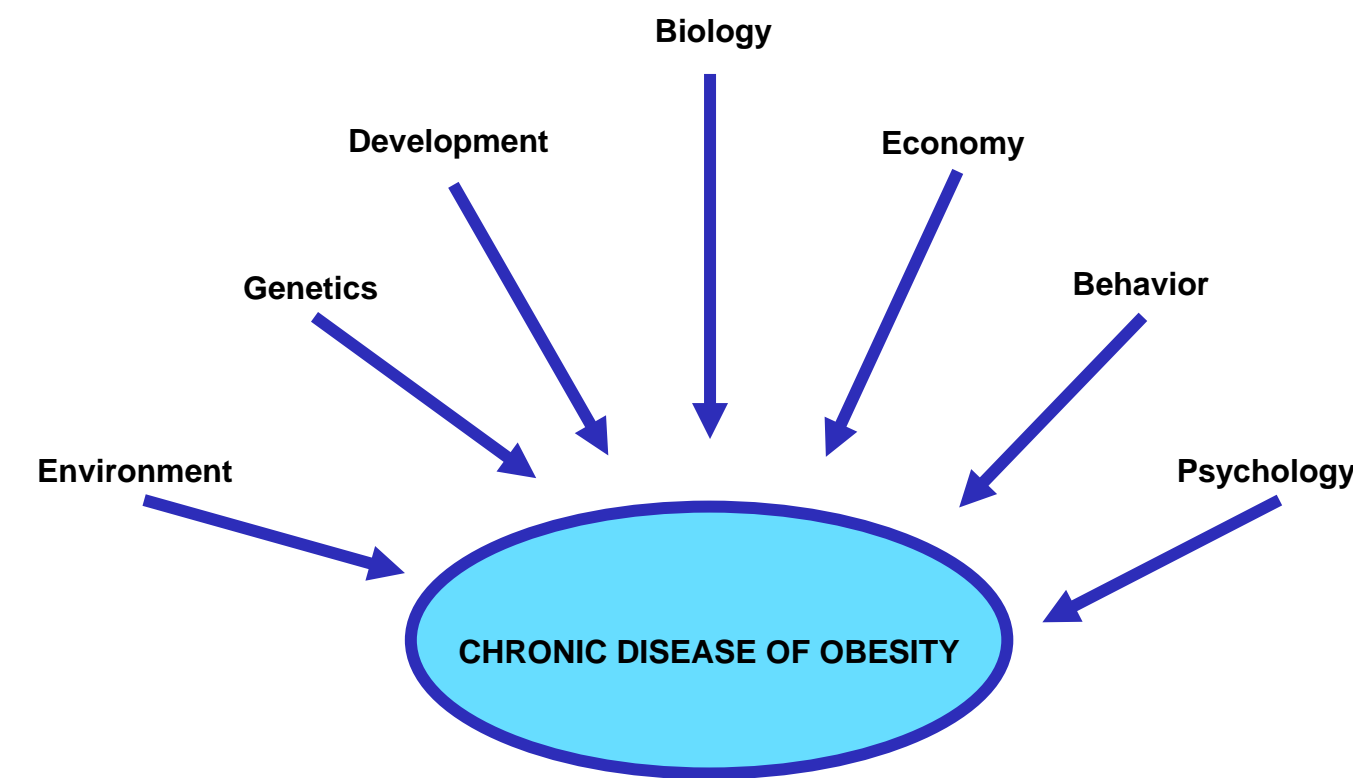 Biology
Development
Economy
Genetics
Behavior
Environment
Psychology
CHRONIC DISEASE OF OBESITY